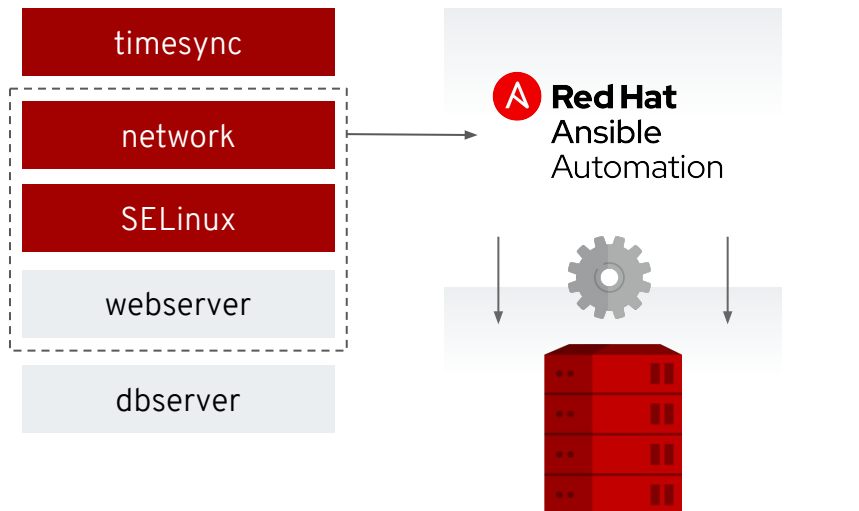 timesync
network
SELinux
webserver
dbserver
Red Hat
Ansible
Automation